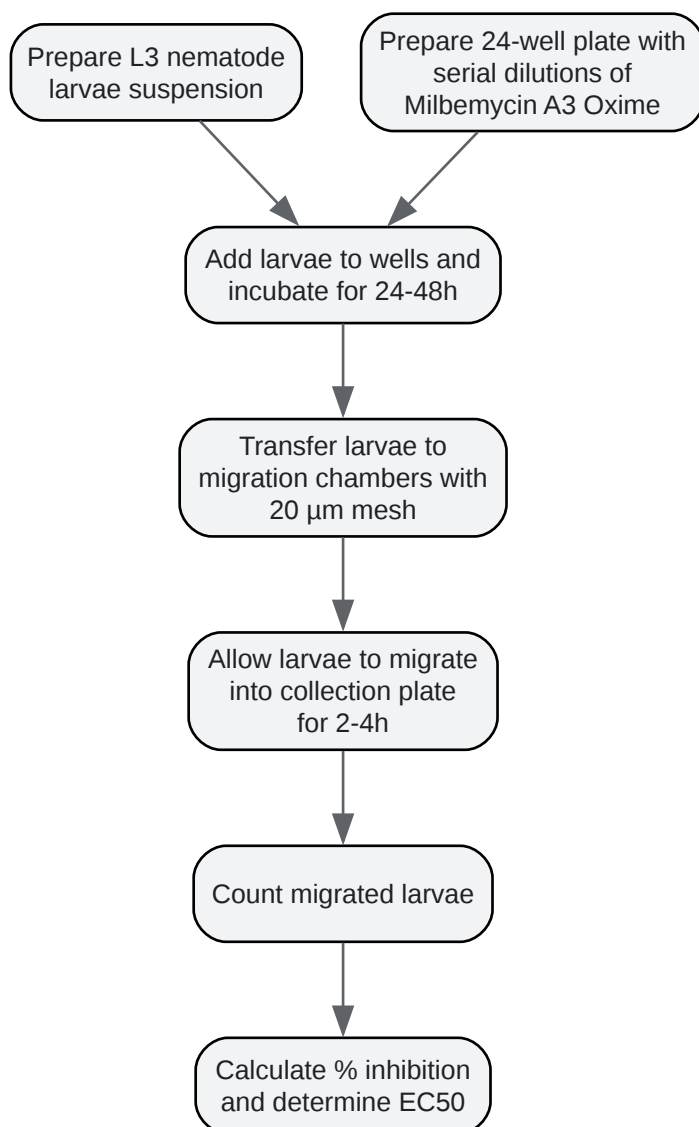 Prepare L3 nematode
larvae suspension
Prepare 24-well plate with
serial dilutions of
Milbemycin A3 Oxime
Add larvae to wells and
incubate for 24-48h
Transfer larvae to
migration chambers with
20 µm mesh
Allow larvae to migrate
into collection plate
for 2-4h
Count migrated larvae
Calculate % inhibition
and determine EC50